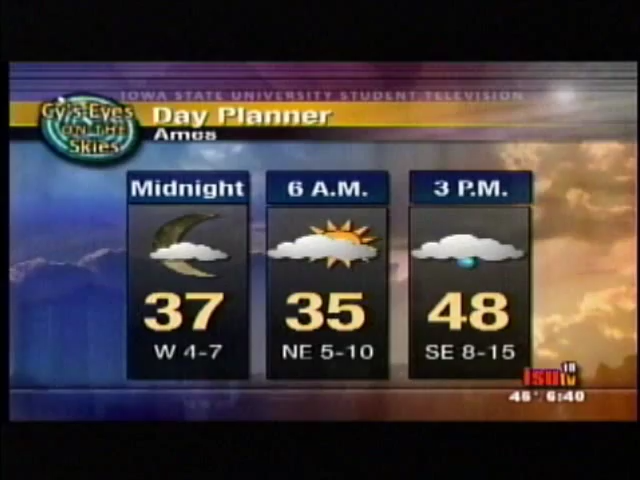 IOWA STATE UNIVERSITY STUDENT TELEVISION
Cy's Eyes
ON THE
Skies
Day Planner
Ames
Midnight
6 A.M.
3 P.M.
37
35
48
W 4-7
NE 5-10
SE 8-15
isu
18
tv
46° 6:40